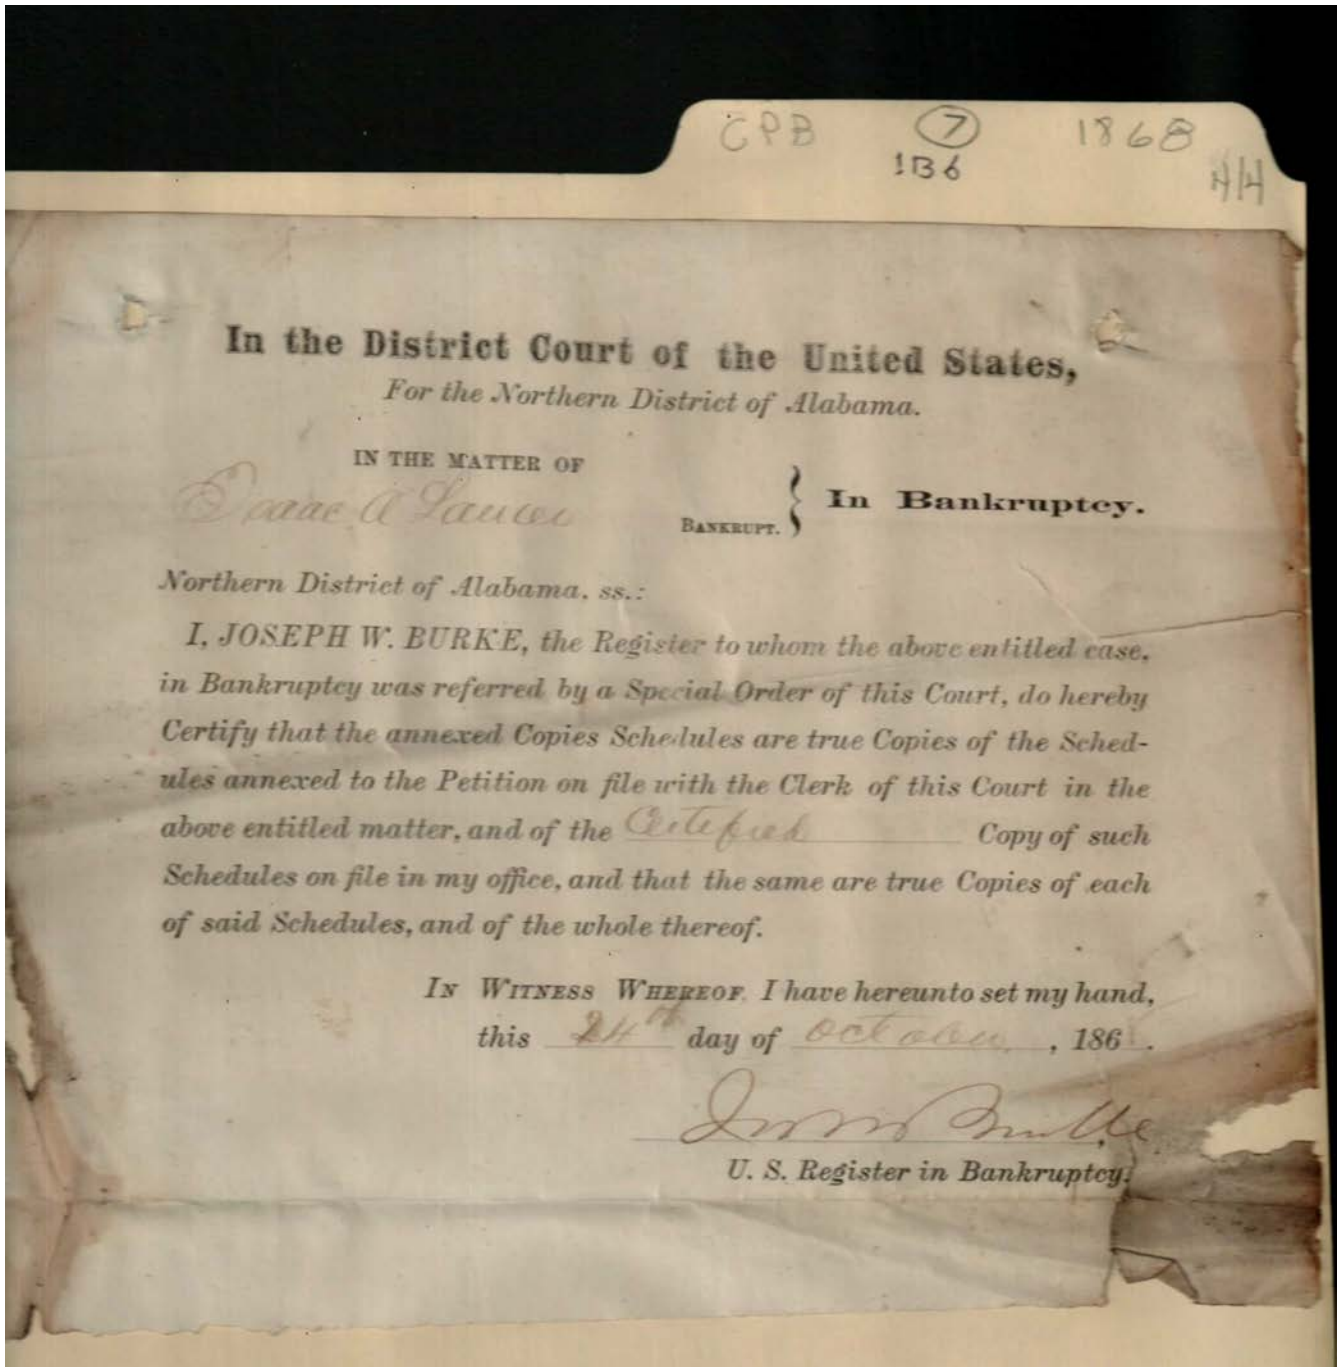 CPB 7 1868
1B6
H/H
In the District Court of the United States,
For the Northern District of Alabama.
IN THE MATTER OF
Isaac A
BANKRUPT. } In Bankruptcy.
Northern District of Alabama. ss.:
I, JOSEPH W. BURKE, the Register to whom the above entitled case,
in Bankruptcy was referred by a Special Order of this Court, do hereby
Certify that the annexed Copies Schedules are true Copies of the Sched-
ules annexed to the Petition on file with the Clerk of this Court in the
above entitled matter, and of the Certified Copy of such
Schedules on file in my office, and that the same are true Copies of each
of said Schedules, and of the whole thereof.
IN WITNESS WHEREOF. I have hereunto set my hand,
this 24th day of October, 186 .
Jos W Burke
U. S. Register in Bankruptcy.